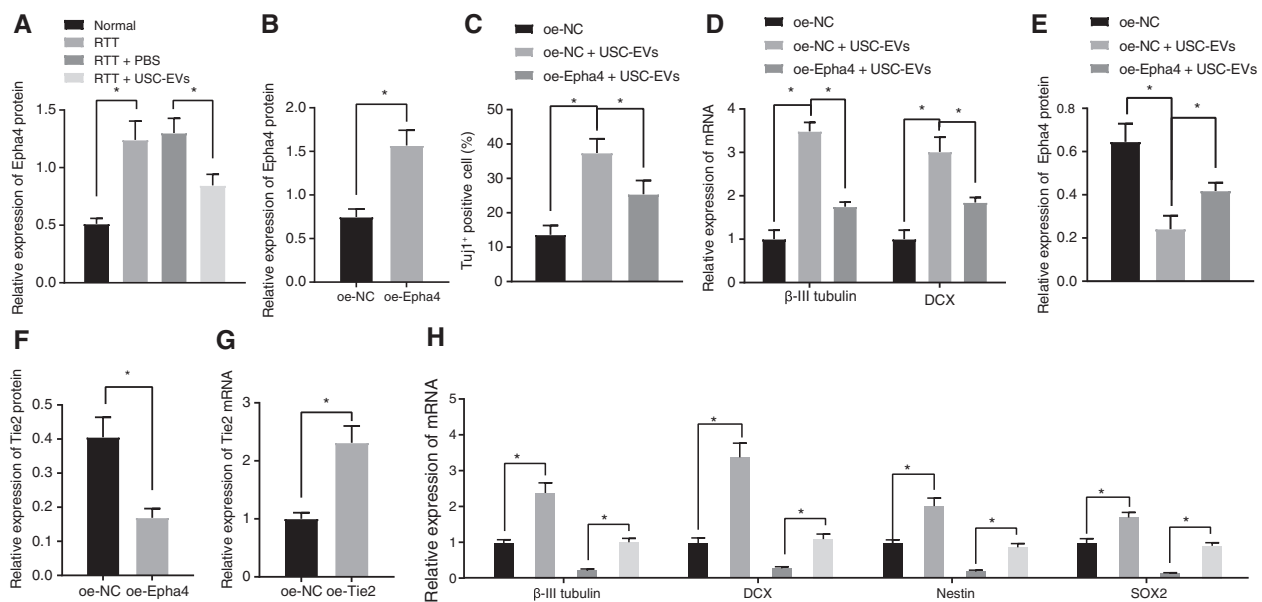 A
Normal
RTT
RTT + PBS
RTT + USC-EVs
Relative expression of Epha4 protein
1.5
1.0
0.5
0.0
*
*
B
Relative expression of Epha4 protein
2.0
1.5
1.0
0.5
0.0
*
oe-NC oe-Epha4
C
oe-NC
oe-NC + USC-EVs
oe-Epha4 + USC-EVs
Tuj1⁺ positive cell (%)
50
40
30
20
10
0
*
*
D
oe-NC
oe-NC + USC-EVs
oe-Epha4 + USC-EVs
Relative expression of mRNA
4
3
2
1
0
*
*
*
*
β-III tubulin
DCX
E
oe-NC
oe-NC + USC-EVs
oe-Epha4 + USC-EVs
Relative expression of Epha4 protein
0.8
0.6
0.4
0.2
0.0
*
*
F
Relative expression of Tie2 protein
0.5
0.4
0.3
0.2
0.1
0.0
*
oe-NC oe-Epha4
G
Relative expression of Tie2 mRNA
3
2
1
0
*
oe-NC oe-Tie2
H
Relative expression of mRNA
5
4
3
2
1
0
*
*
*
*
*
*
*
*
β-III tubulin
DCX
Nestin
SOX2